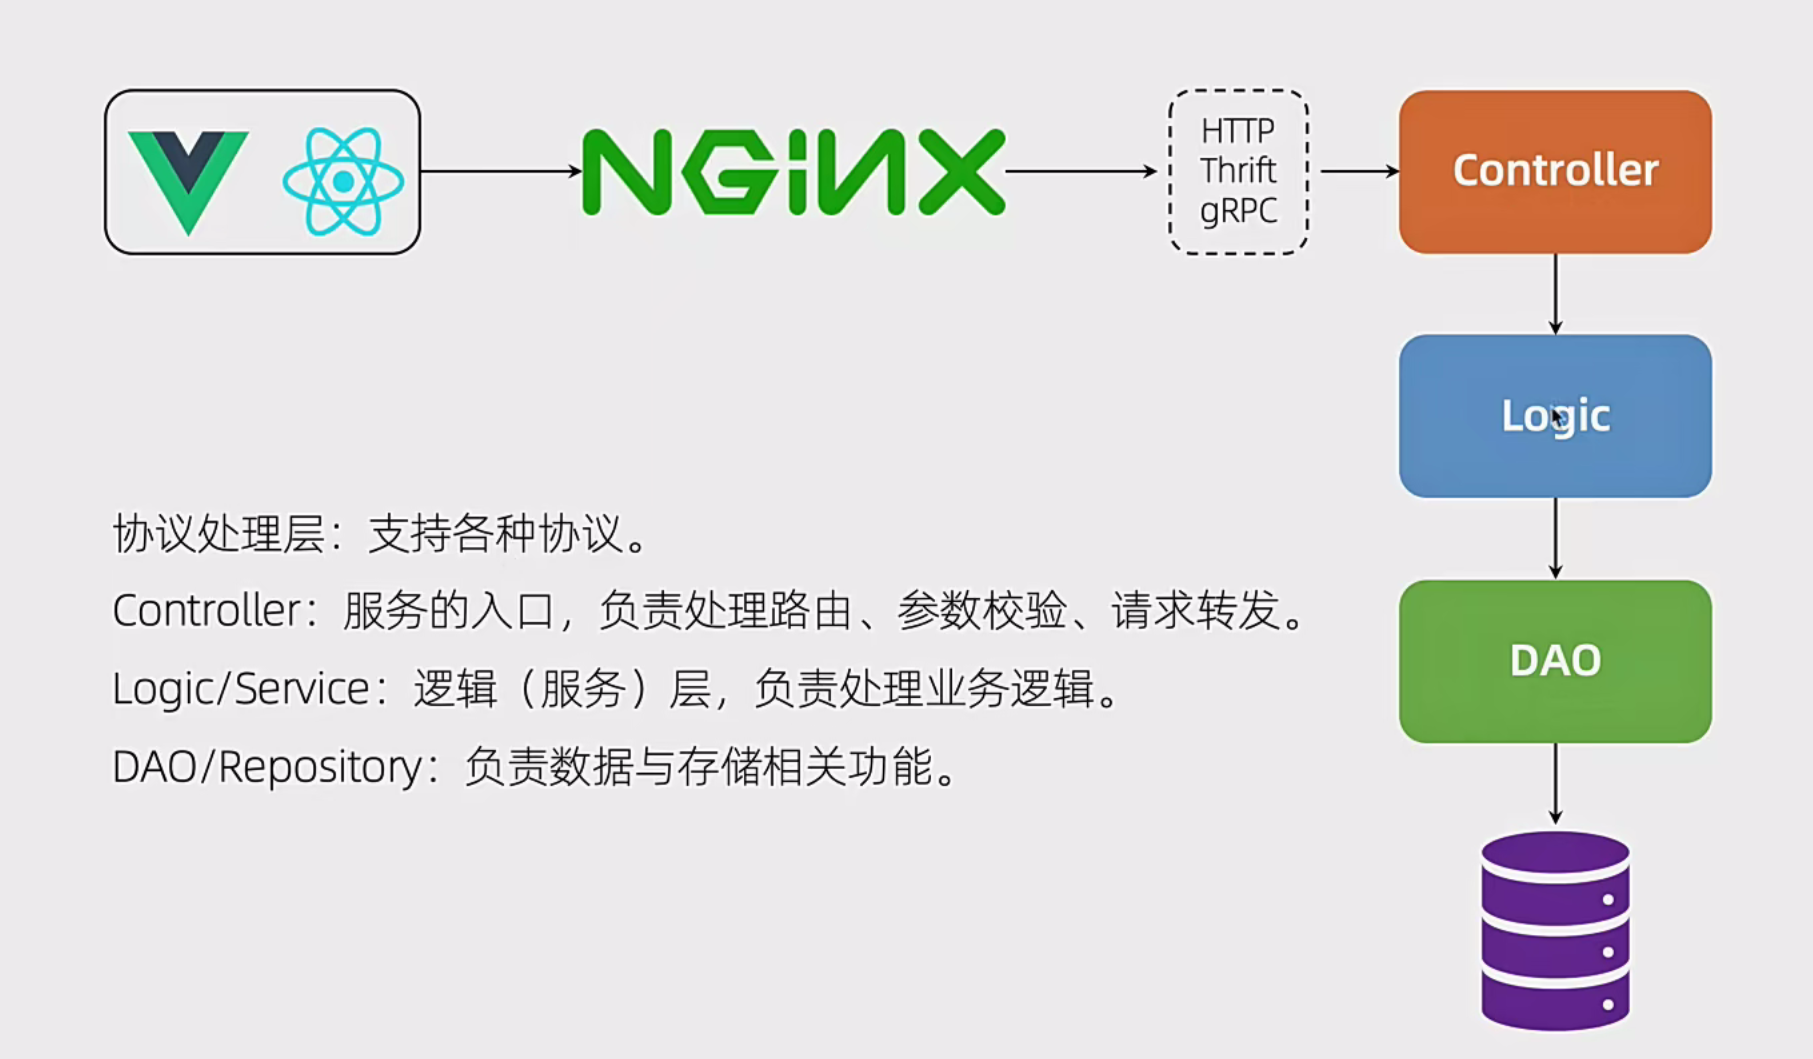 NGINX
HTTP
Thrift
gRPC
Controller
Logic
DAO
协议处理层：支持各种协议。
Controller：服务的入口，负责处理路由、参数校验、请求转发。
Logic/Service：逻辑（服务）层，负责处理业务逻辑。
DAO/Repository：负责数据与存储相关功能。